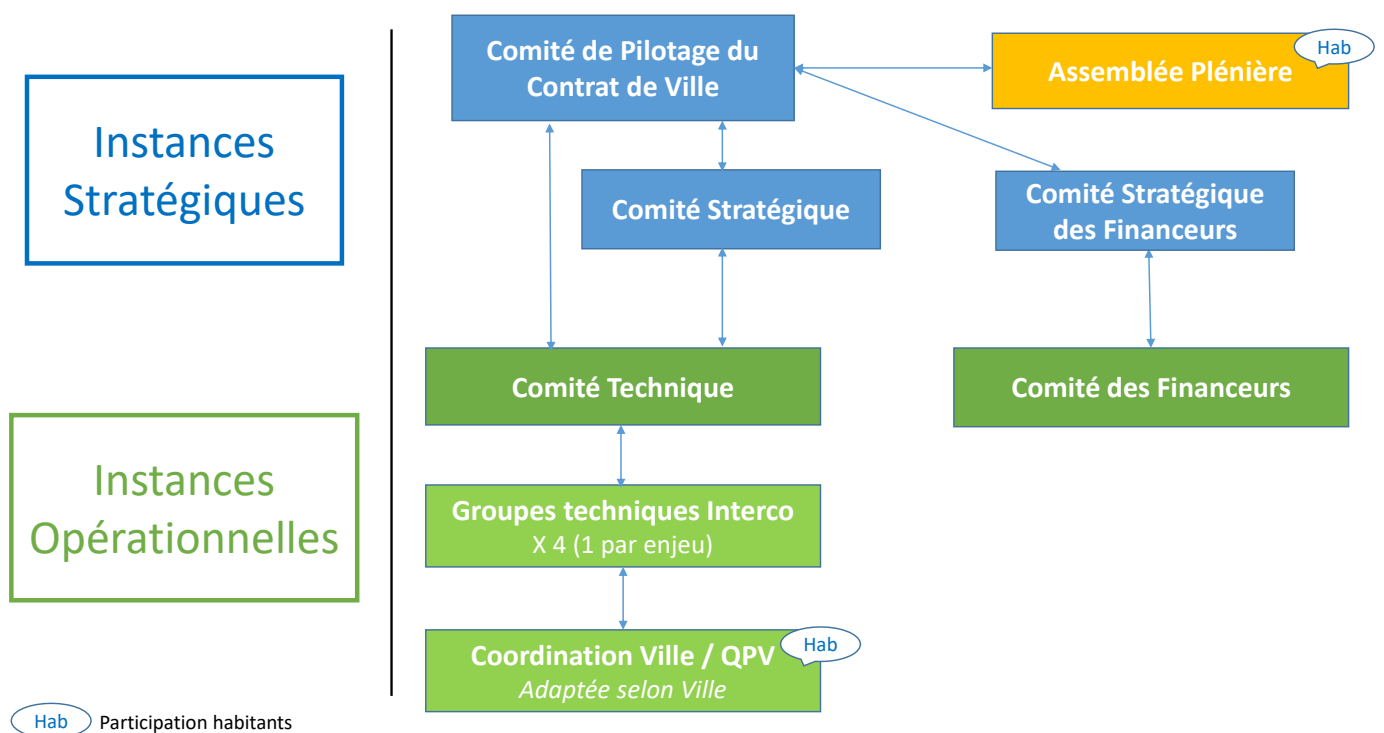 Instances
Stratégiques
Instances
Opérationnelles
Comité de Pilotage du
Contrat de Ville
Assemblée Plénière
Hab
Comité Stratégique
Comité Stratégique
des Financeurs
Comité Technique
Comité des Financeurs
Groupes techniques Interco
X 4 (1 par enjeu)
Coordination Ville / QPV
Adaptée selon Ville
Hab
Hab Participation habitants